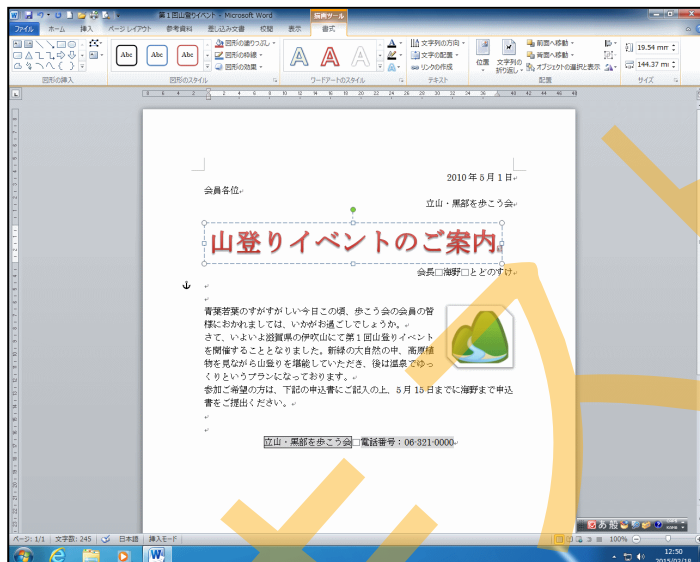 第1回山登りイベント - Microsoft Word
描画ツール
ファイル ホーム 挿入 ページ レイアウト 参考資料 差し込み文書 校閲 表示 書式
Abc Abc Abc
図形の塗りつぶし
図形の枠線
図形の効果
A A A
文字列の方向
文字の配置
リンクの作成
位置 文字列の折り返し
前面へ移動
背面へ移動
オブジェクトの選択と表示
19.54 mm
144.37 mm
図形の挿入 図形のスタイル ワードアートのスタイル テキスト 配置 サイズ
2010 年 5 月 1 日
会員各位
立山・黒部を歩こう会
山登りイベントのご案内
会長□海野□とどのすけ
青葉若葉のすがすがしい今日この頃、歩こう会の会員の皆
様におかれましては、いかがお過ごしでしょうか。
さて、いよいよ滋賀県の伊吹山にて第 1 回山登りイベント
を開催することとなりました。新緑の大自然の中、高原植
物を見ながら山登りを堪能していただき、後は温泉でゆっ
くりというプランになっております。
参加ご希望の方は、下記の申込書にご記入の上、5 月 15 日までに海野まで申込
書をご提出ください。
立山・黒部を歩こう会□電話番号：06-321-0000
あ 般
ページ: 1/1 文字数: 245 日本語 挿入モード 100%
12:50
2015/02/18